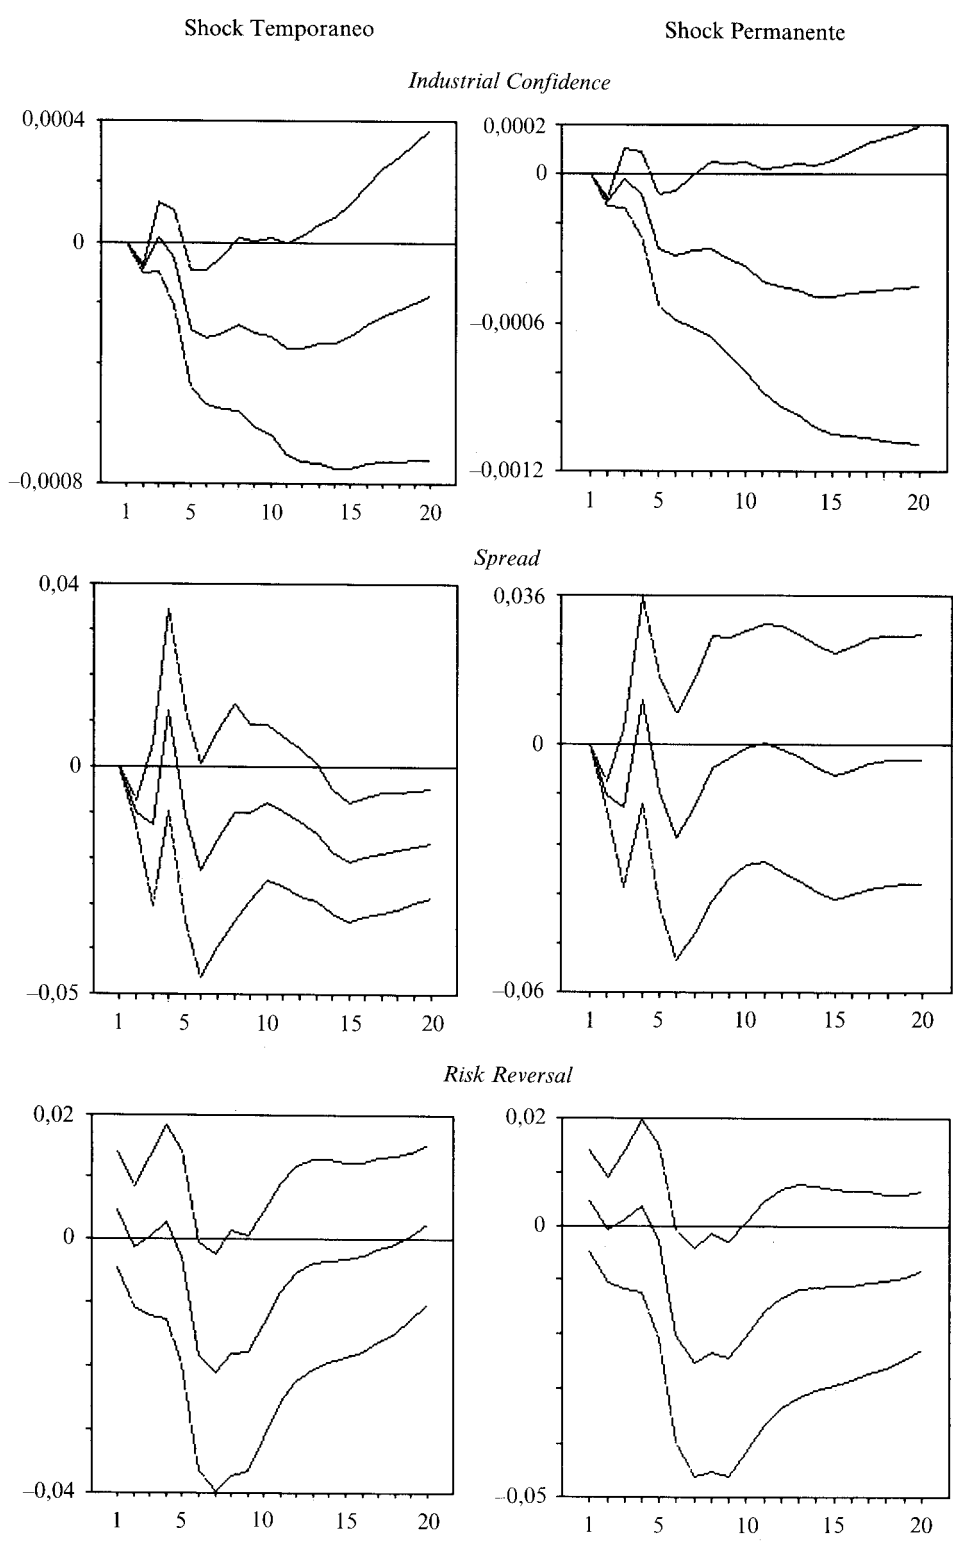 Shock Temporaneo Shock Permanente
Industrial Confidence
0,0004
0
–0,0008
1 5 10 15 20
0,0002
0
–0,0006
–0,0012
1 5 10 15 20
Spread
0,04
0
–0,05
1 5 10 15 20
0,036
0
–0,06
1 5 10 15 20
Risk Reversal
0,02
0
–0,04
1 5 10 15 20
0,02
0
–0,05
1 5 10 15 20